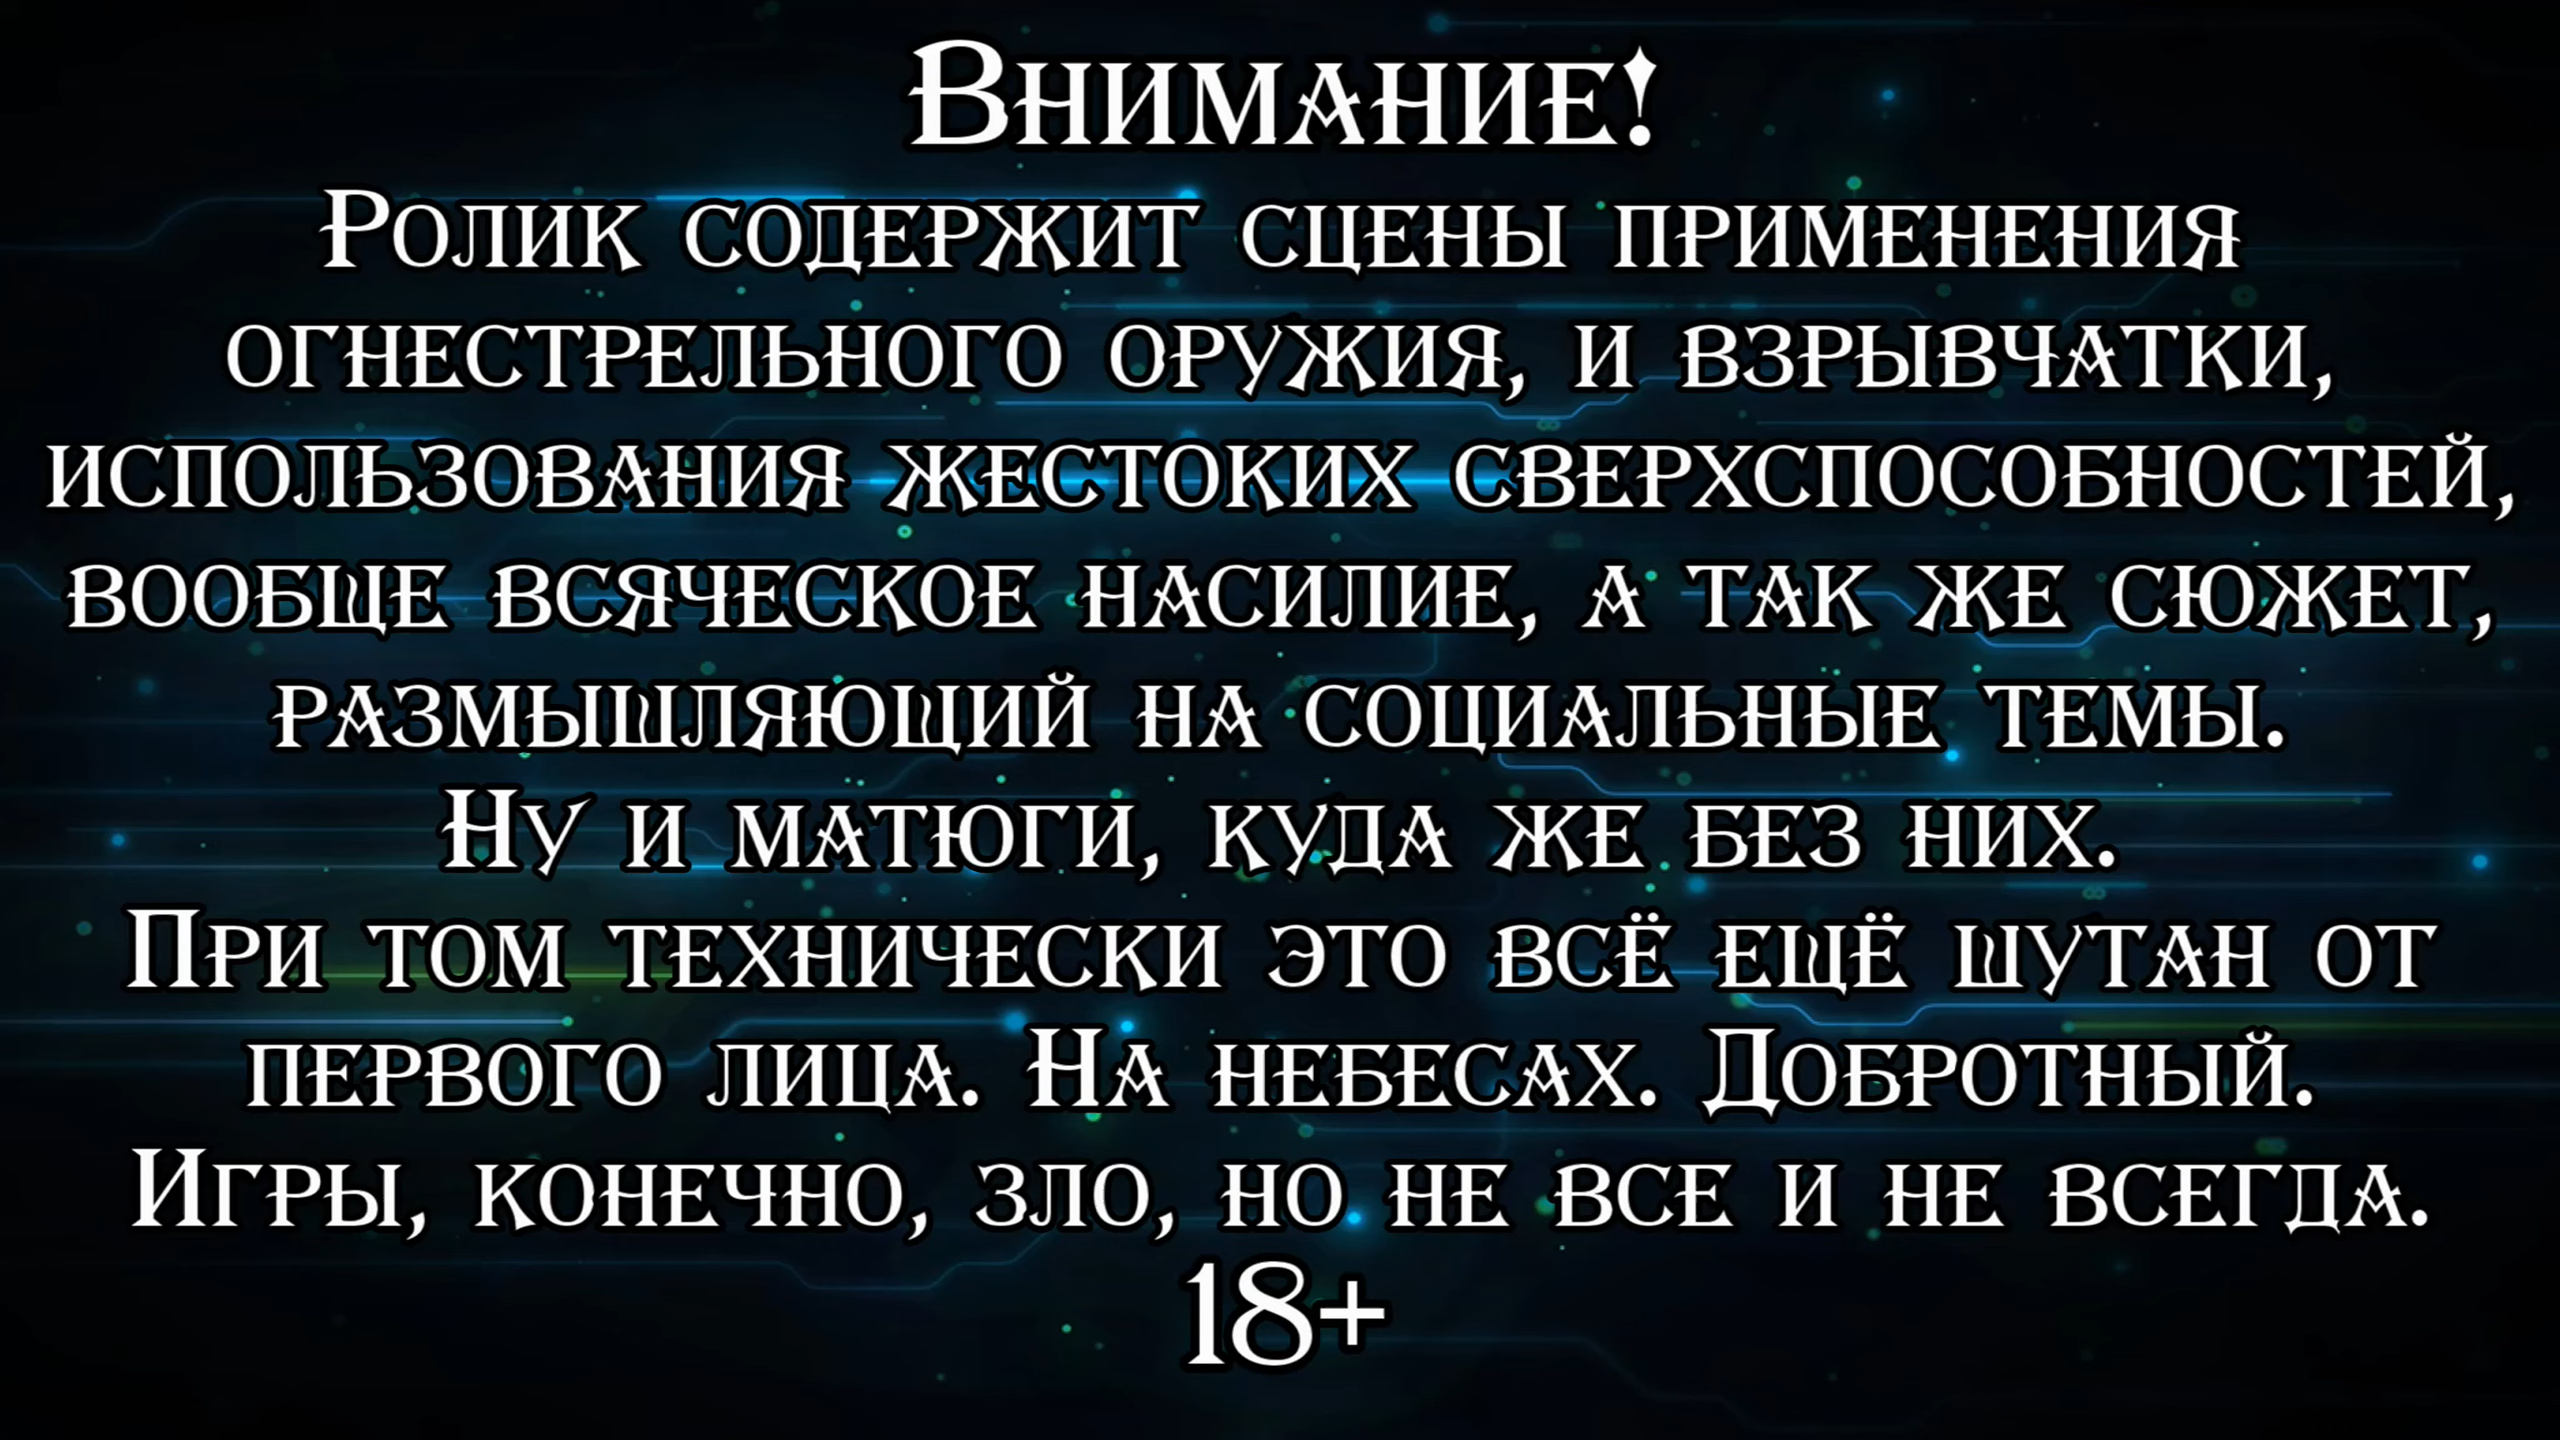 Внимание!
Ролик содержит сцены применения
огнестрельного оружия, и взрывчатки,
использования жестоких сверхспособностей,
вообще всяческое насилие, а так же сюжет,
размышляющий на социальные темы.
Ну и матюги, куда же без них.
При том технически это всё ещё шутан от
первого лица. На небесах. Добротный.
Игры, конечно, зло, но не все и не всегда.
18+